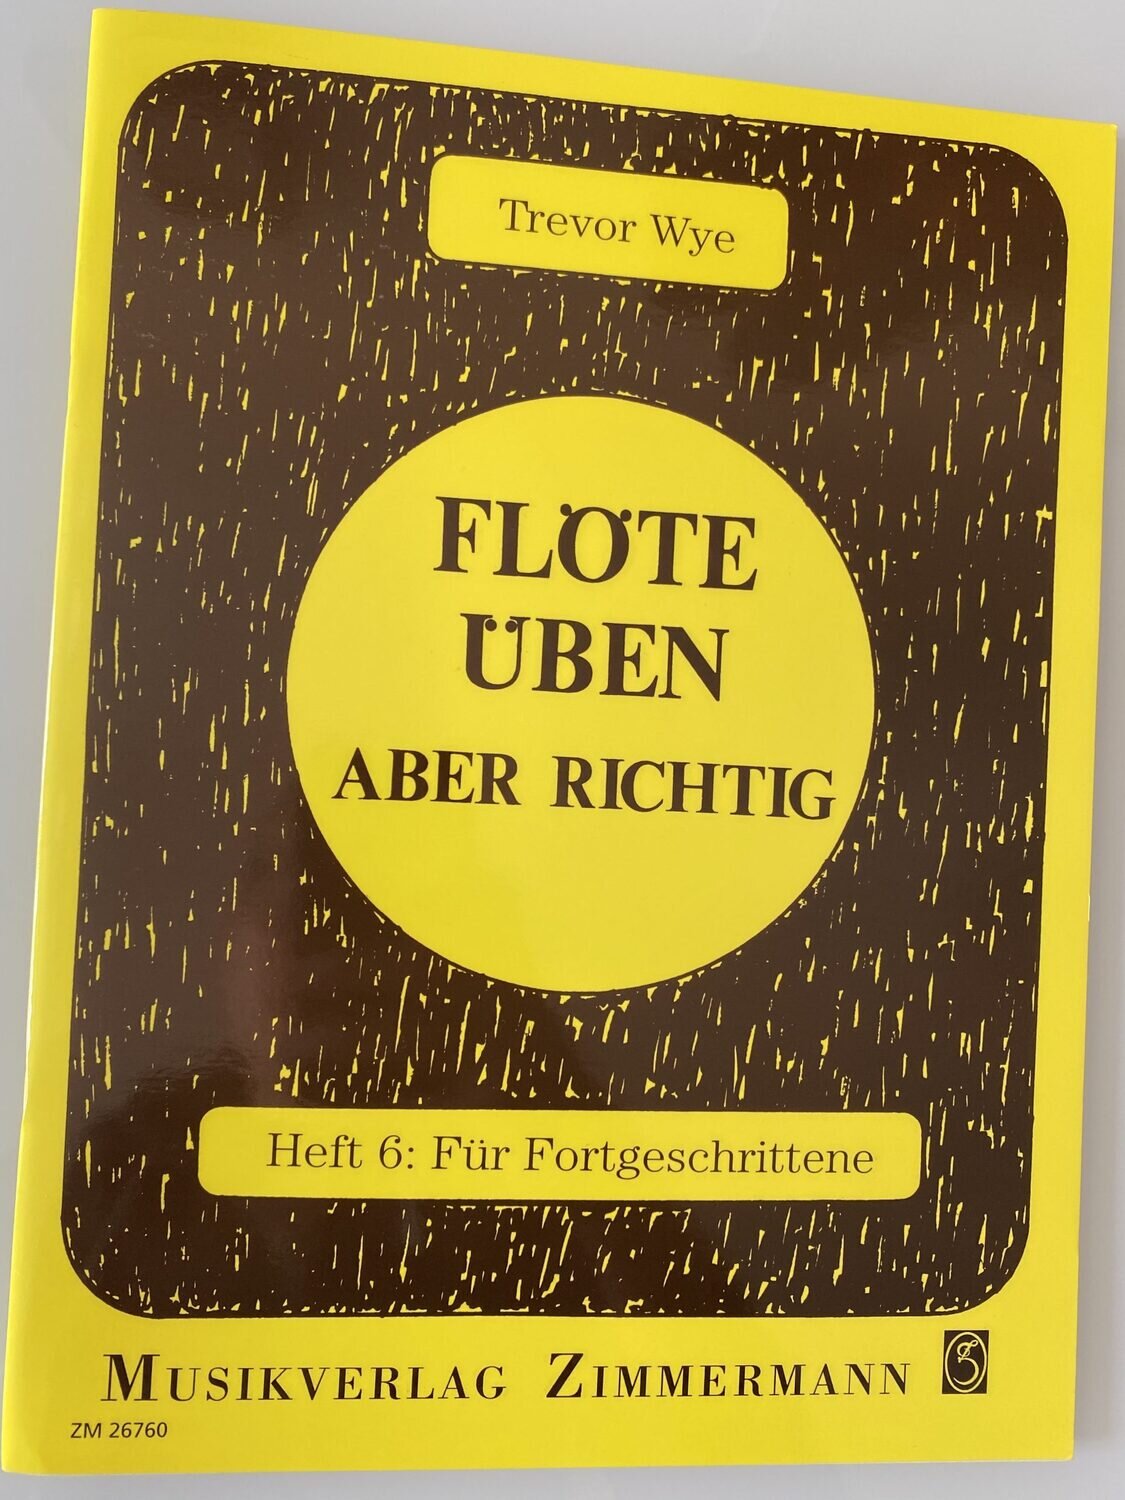 Trevor Wye
FLÖTE
ÜBEN
ABER RICHTIG
Heft 6: Für Fortgeschrittene
MUSIKVERLAG ZIMMERMANN
ZM 26760